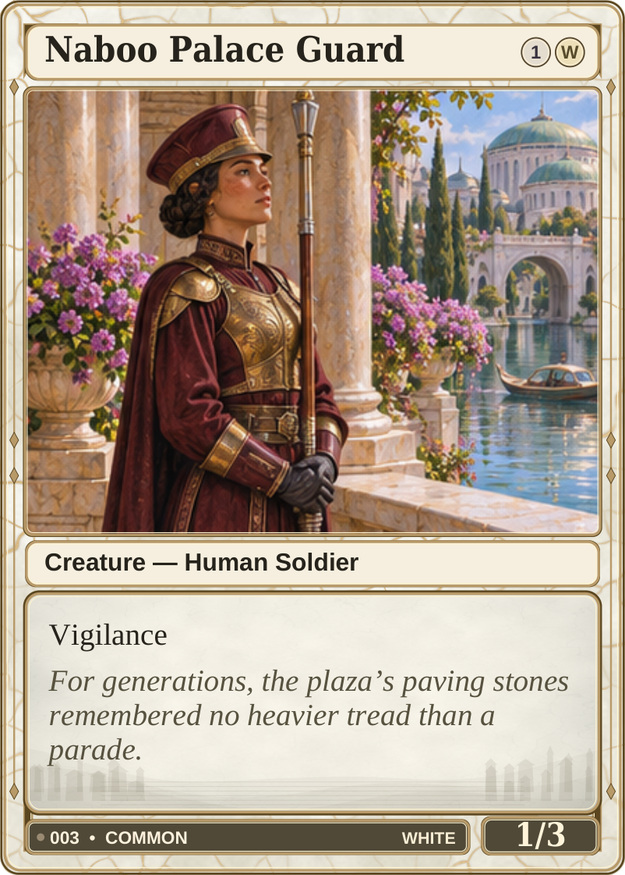 Naboo Palace Guard 1 W
Creature — Human Soldier
Vigilance
For generations, the plaza’s paving stones
remembered no heavier tread than a
parade.
003 • COMMON WHITE 1/3